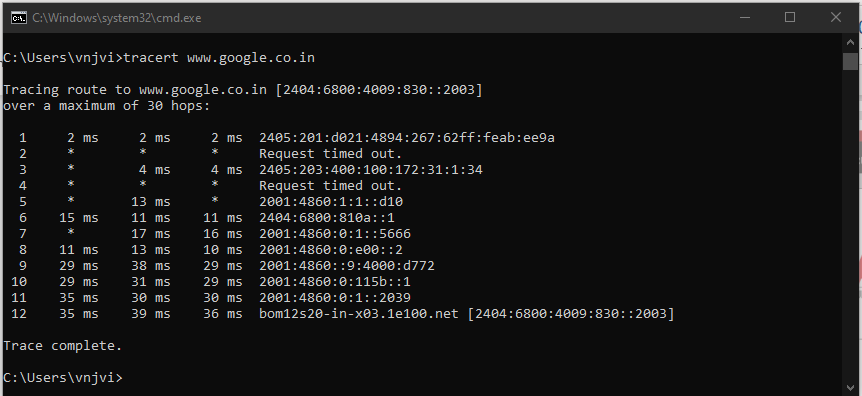 C:\Windows\system32\cmd.exe
C:\Users\vnjvi>tracert www.google.co.in
Tracing route to www.google.co.in [2404:6800:4009:830::2003]
over a maximum of 30 hops:
1 2 ms 2 ms 2 ms 2405:201:d021:4894:267:62ff:feab:ee9a
2 * * * Request timed out.
3 * 4 ms 4 ms 2405:203:400:100:172:31:1:34
4 * * * Request timed out.
5 * 13 ms * 2001:4860:1:1::d10
6 15 ms 11 ms 11 ms 2404:6800:810a::1
7 * 17 ms 16 ms 2001:4860:0:1::5666
8 11 ms 13 ms 10 ms 2001:4860:0:e00::2
9 29 ms 38 ms 29 ms 2001:4860::9:4000:d772
10 29 ms 31 ms 29 ms 2001:4860:0:115b::1
11 35 ms 30 ms 30 ms 2001:4860:0:1::2039
12 35 ms 39 ms 36 ms bom12s20-in-x03.1e100.net [2404:6800:4009:830::2003]
Trace complete.
C:\Users\vnjvi>